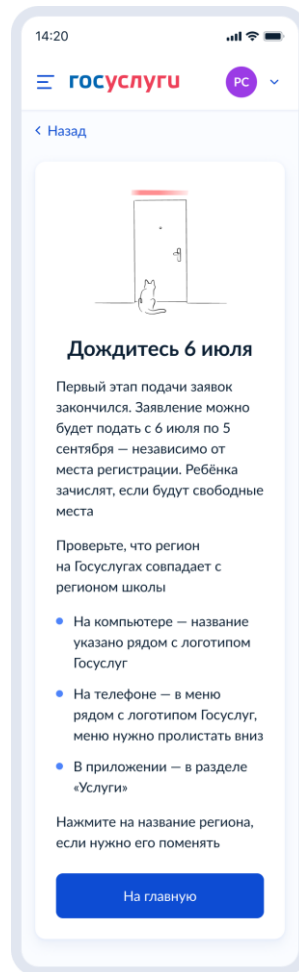 14:20
госуслуги
РС
Назад
Дождитесь 6 июля
Первый этап подачи заявок
закончился. Заявление можно
будет подать с 6 июля по 5
сентября — независимо от
места регистрации. Ребёнка
зачислят, если будут свободные
места
Проверьте, что регион
на Госуслугах совпадает с
регионом школы
На компьютере — название
указано рядом с логотипом
Госуслуг
На телефоне — в меню
рядом с логотипом Госуслуг,
меню нужно пролистать вниз
В приложении — в разделе
«Услуги»
Нажмите на название региона,
если нужно его поменять
На главную